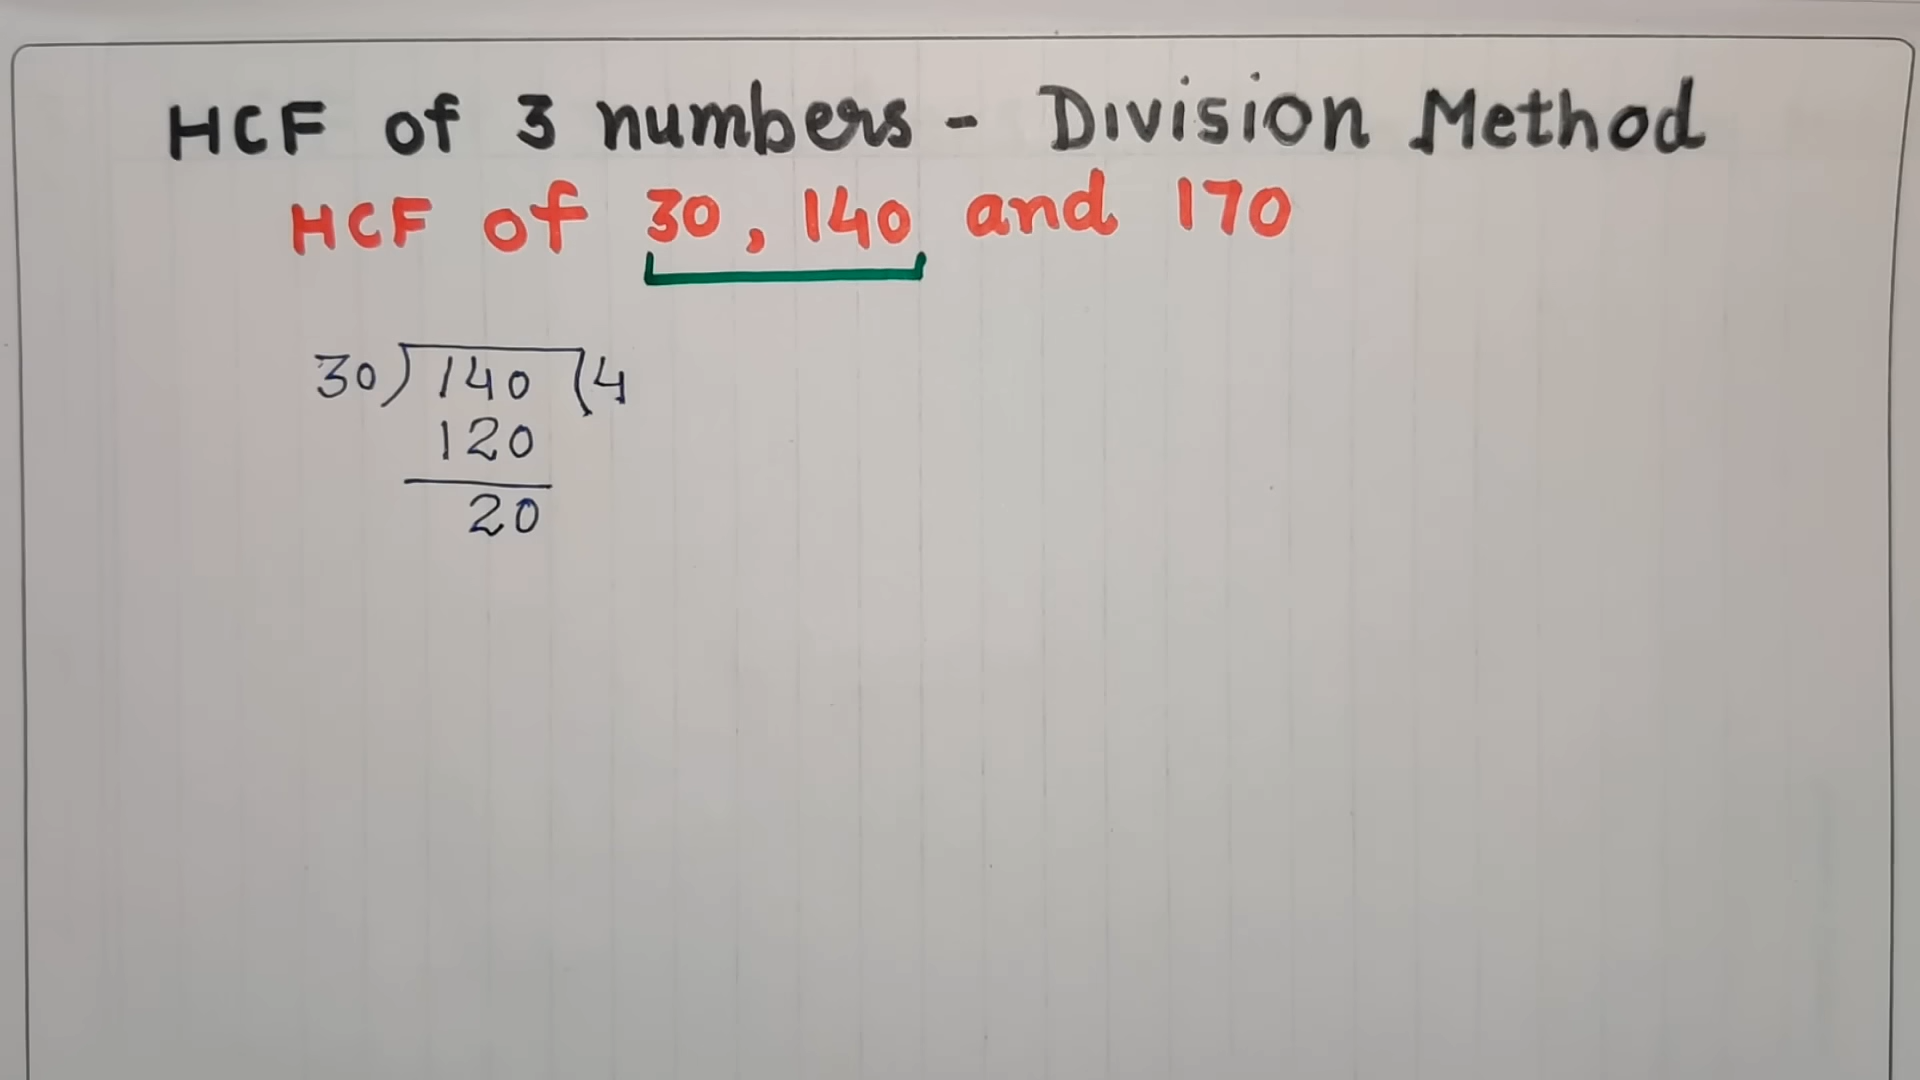 HCF of 3 numbers - Division Method
HCF of 30, 140 and 170
30) 140 (4
120
20